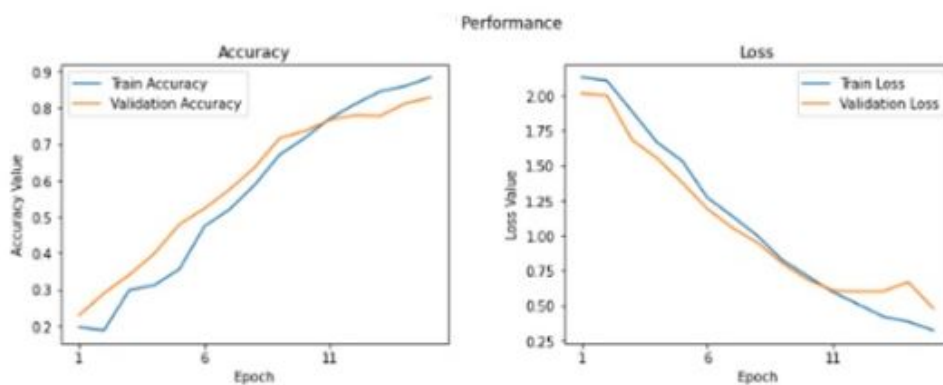 Performance
Accuracy
Train Accuracy
Validation Accuracy
0.9
0.8
0.7
0.6
0.5
0.4
0.3
0.2
Accuracy Value
1
6
11
Epoch
Loss
Train Loss
Validation Loss
2.00
1.75
1.50
1.25
1.00
0.75
0.50
0.25
Loss Value
1
6
11
Epoch